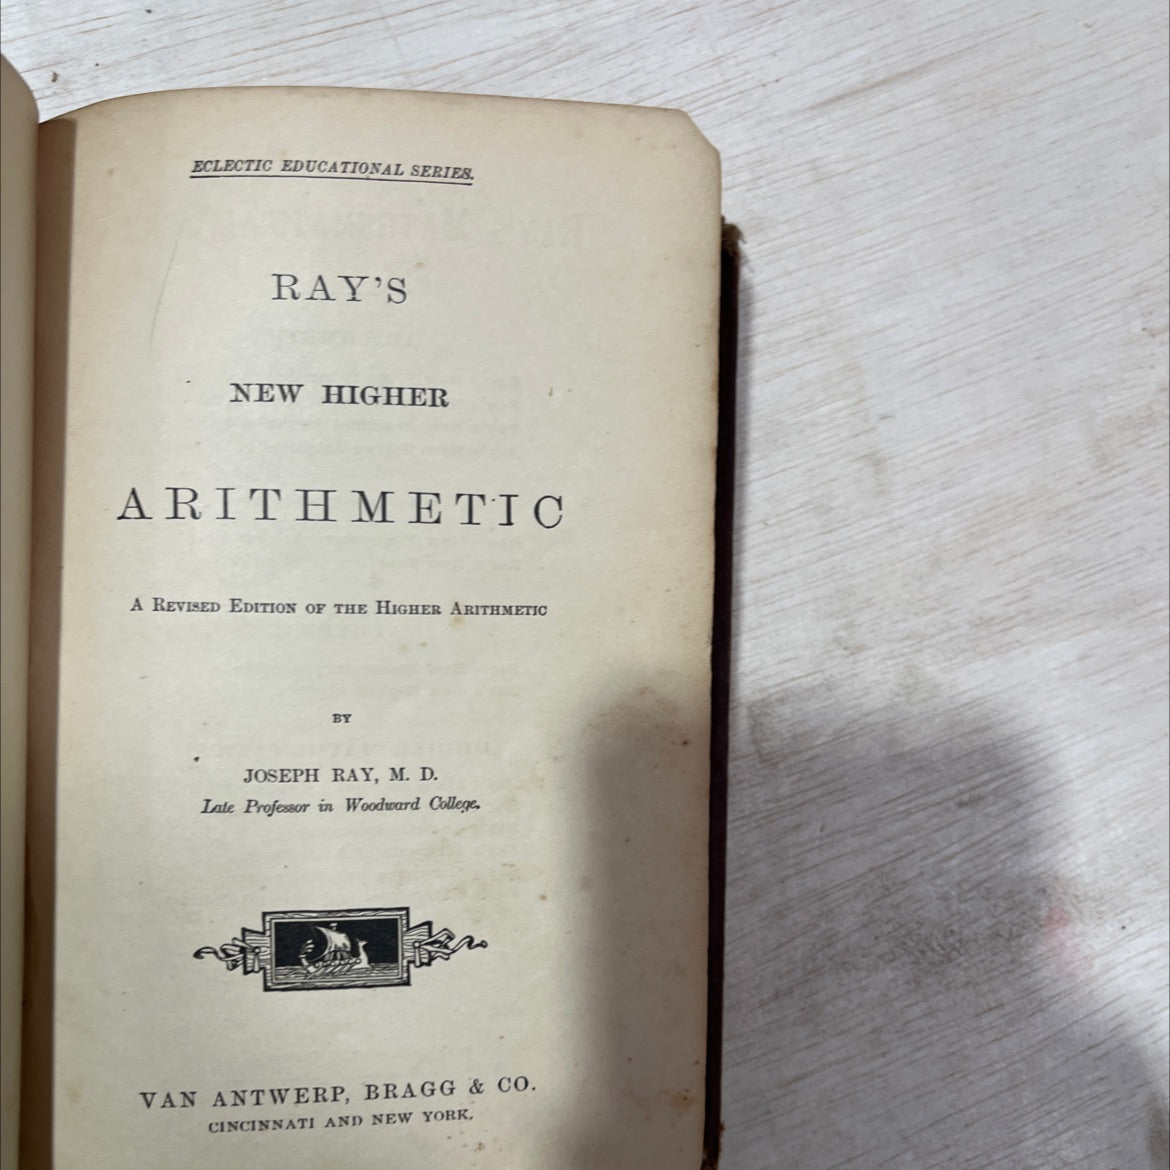 ECLECTIC EDUCATIONAL SERIES.
RAY'S
NEW HIGHER
ARITHMETIC
A REVISED EDITION OF THE HIGHER ARITHMETIC
BY
JOSEPH RAY, M. D.
Late Professor in Woodward College.
VAN ANTWERP, BRAGG & CO.
CINCINNATI AND NEW YORK.